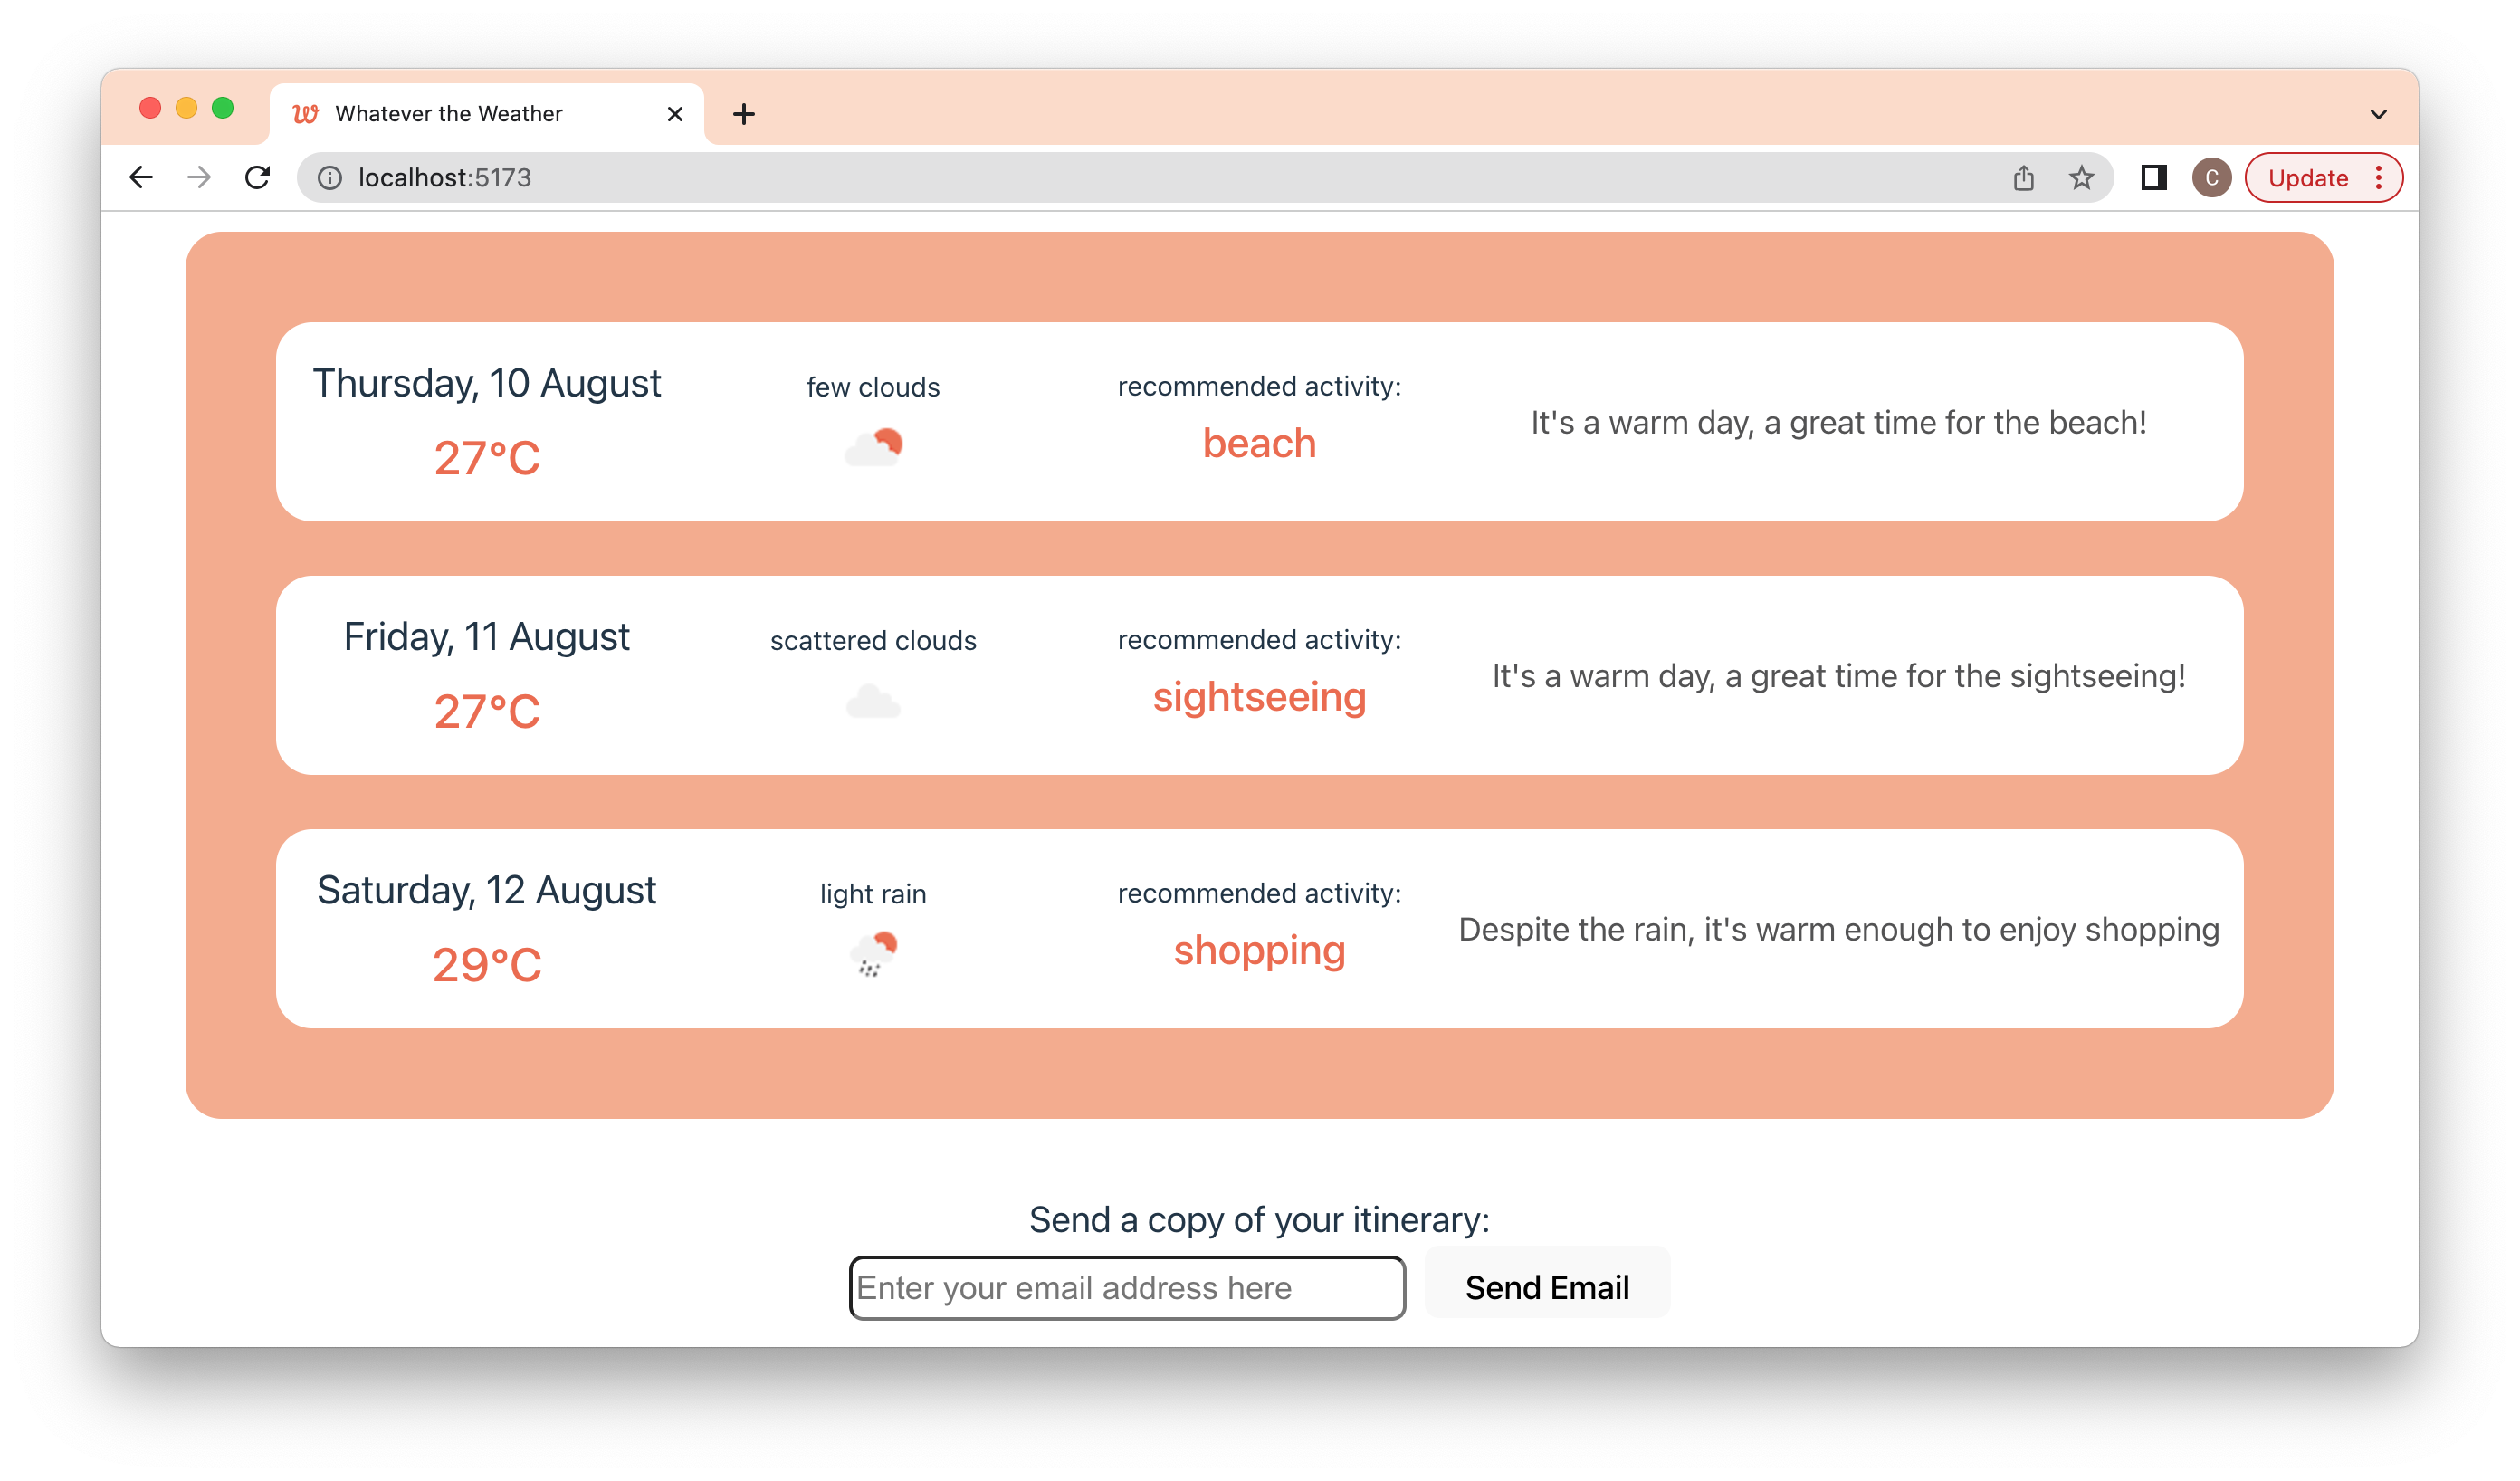 Whatever the Weather
localhost:5173
C
Update
Thursday, 10 August
27°C
few clouds
recommended activity:
beach
It's a warm day, a great time for the beach!
Friday, 11 August
27°C
scattered clouds
recommended activity:
sightseeing
It's a warm day, a great time for the sightseeing!
Saturday, 12 August
29°C
light rain
recommended activity:
shopping
Despite the rain, it's warm enough to enjoy shopping
Send a copy of your itinerary:
Enter your email address here
Send Email